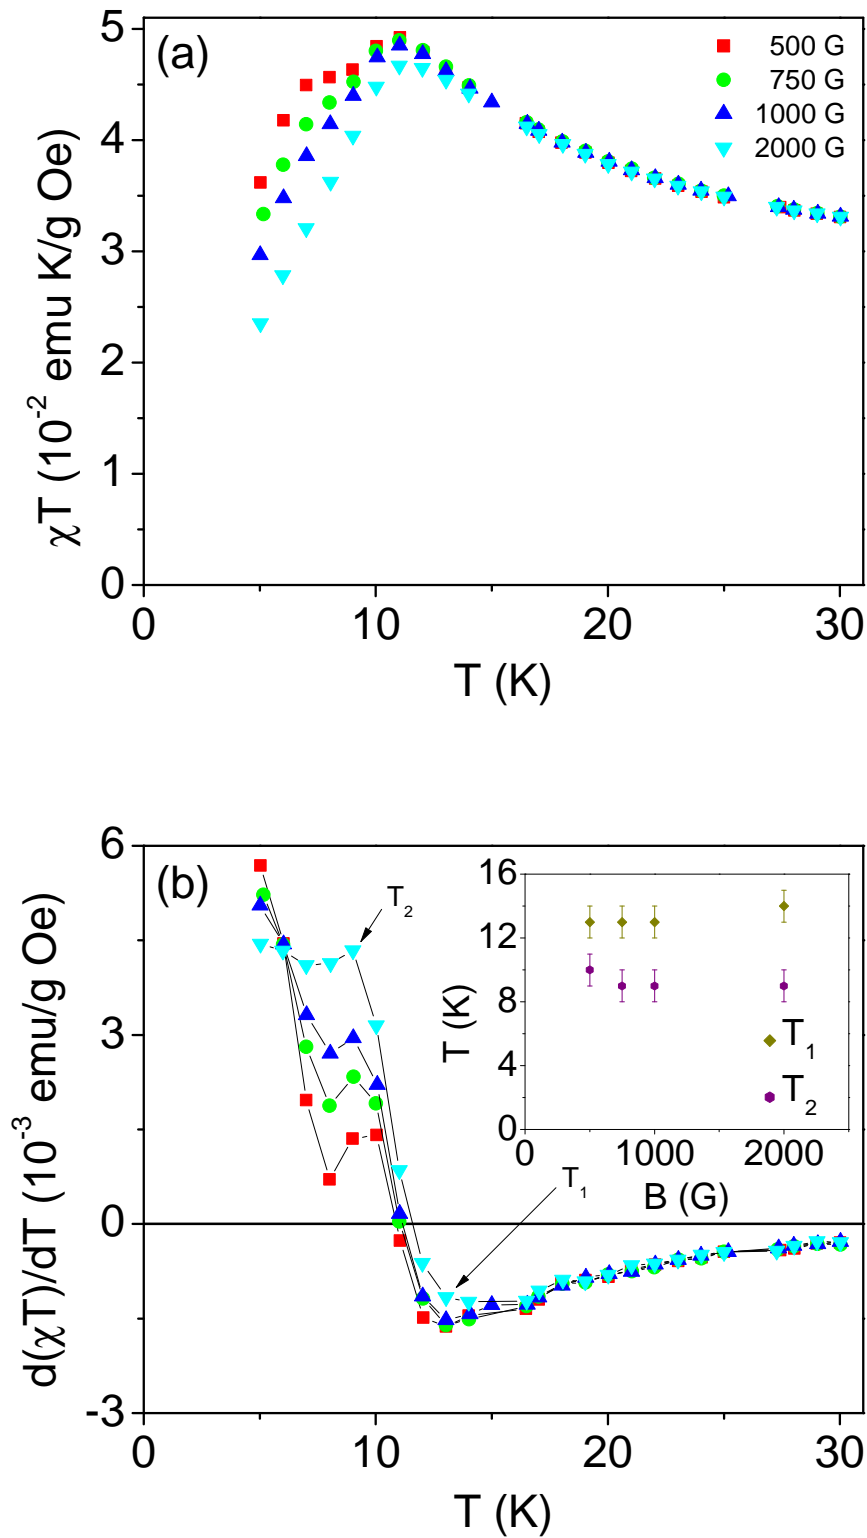 (a)
500 G
750 G
1000 G
2000 G
5
4
3
2
1
0
χT (10⁻² emu K/g Oe)
0 10 20 30
T (K)
(b)
T₂
6
3
0
-3
d(χT)/dT (10⁻³ emu/g Oe)
16
12
8
4
0
T (K)
T₁
T₂
0 1000 2000
B (G)
T₁
0 10 20 30
T (K)